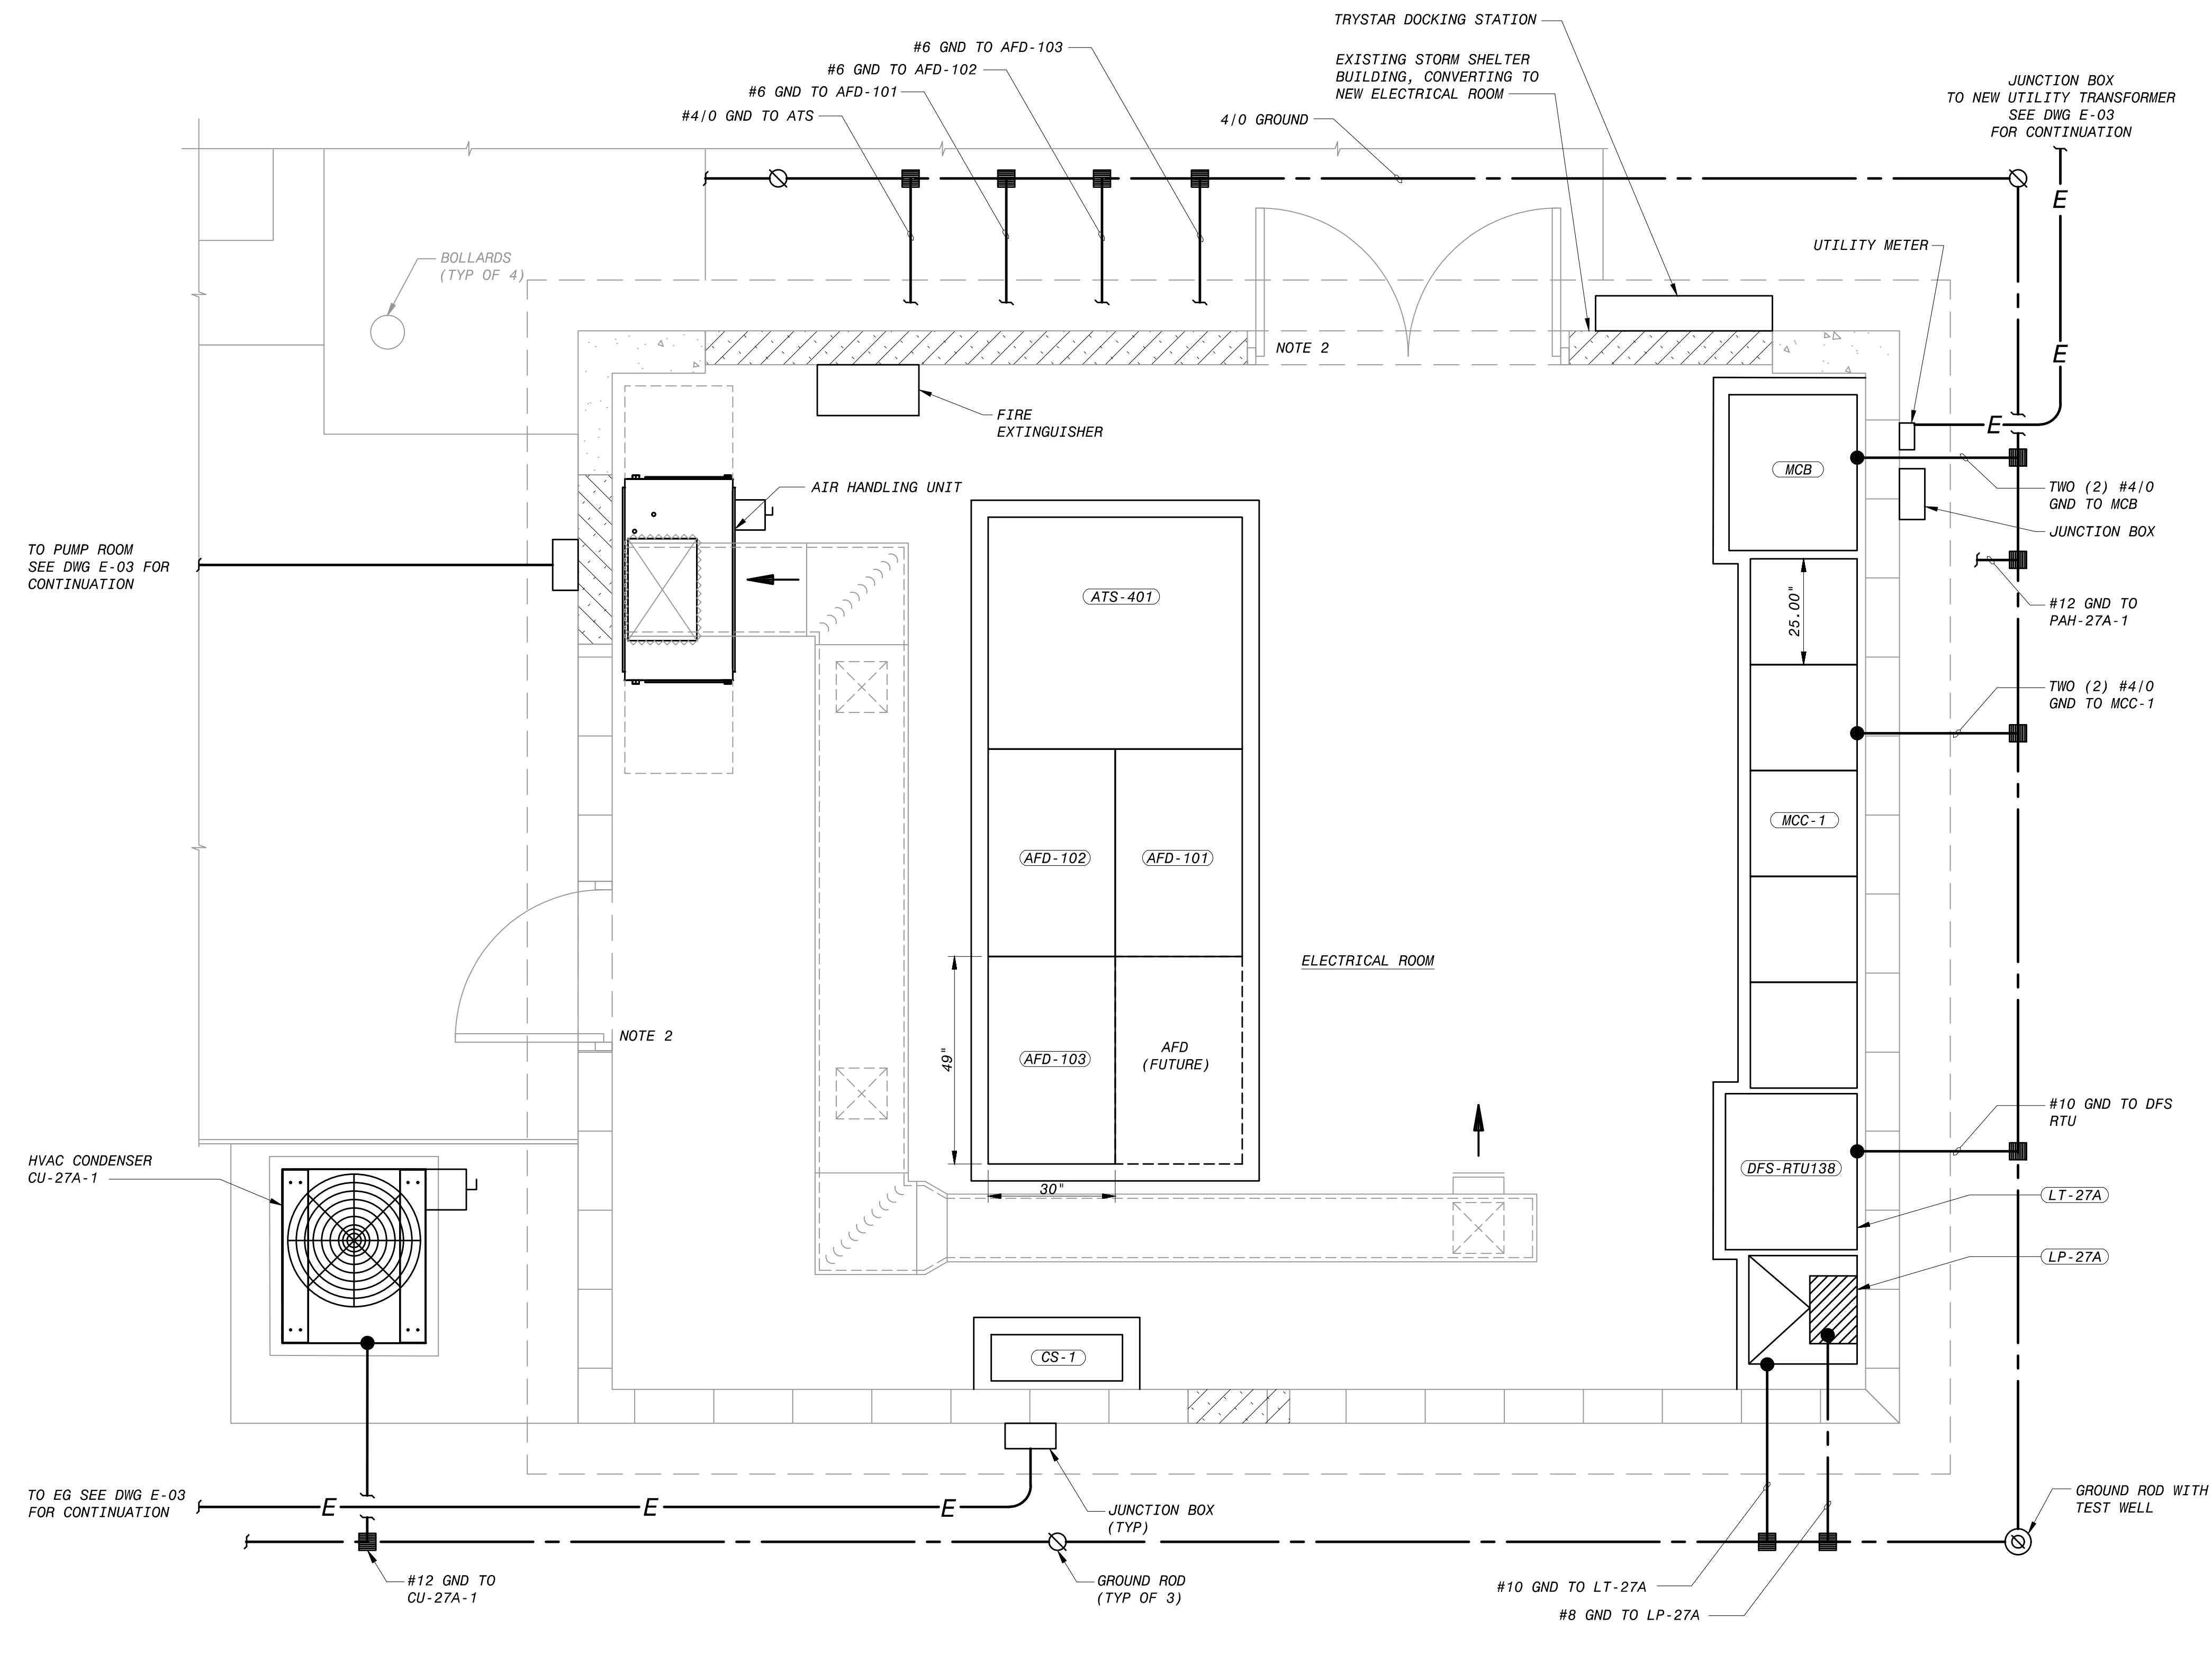 TRYSTAR DOCKING STATION
#6 GND TO AFD-103
EXISTING STORM SHELTER
BUILDING, CONVERTING TO
NEW ELECTRICAL ROOM
#6 GND TO AFD-102
#6 GND TO AFD-101
#4/0 GND TO ATS
4/0 GROUND
JUNCTION BOX
TO NEW UTILITY TRANSFORMER
SEE DWG E-03
FOR CONTINUATION
E
UTILITY METER
BOLLARDS
(TYP OF 4)
NOTE 2
E
FIRE
EXTINGUISHER
E
MCB
AIR HANDLING UNIT
TWO (2) #4/0
GND TO MCB
JUNCTION BOX
TO PUMP ROOM
SEE DWG E-03 FOR
CONTINUATION
ATS-401
25.00"
#12 GND TO
PAH-27A-1
TWO (2) #4/0
GND TO MCC-1
MCC-1
AFD-102
AFD-101
ELECTRICAL ROOM
NOTE 2
49"
AFD-103
AFD
(FUTURE)
#10 GND TO DFS
RTU
HVAC CONDENSER
CU-27A-1
DFS-RTU138
30"
LT-27A
LP-27A
CS-1
TO EG SEE DWG E-03
FOR CONTINUATION
E
E
E
JUNCTION BOX
(TYP)
GROUND ROD WITH
TEST WELL
#12 GND TO
CU-27A-1
GROUND ROD
(TYP OF 3)
#10 GND TO LT-27A
#8 GND TO LP-27A